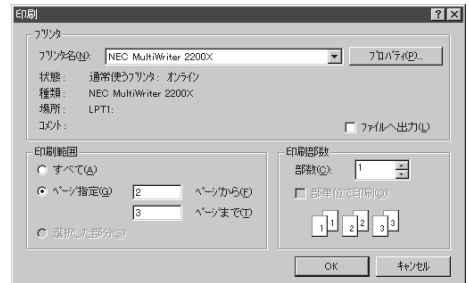 印刷
プリンタ
プリンタ名(N): NEC MultiWriter 2200X プロパティ(P)...
状態: 通常使うプリンタ: オンライン
種類: NEC MultiWriter 2200X
場所: LPT1:
コメント: ファイルへ出力(L)
印刷範囲
すべて(A)
ページ指定(G) 2 ページから(F)
3 ページまで(T)
選択した部分(S)
印刷部数
部数(C): 1
部単位で印刷(O)
1 1 2 2 3 3
OK キャンセル